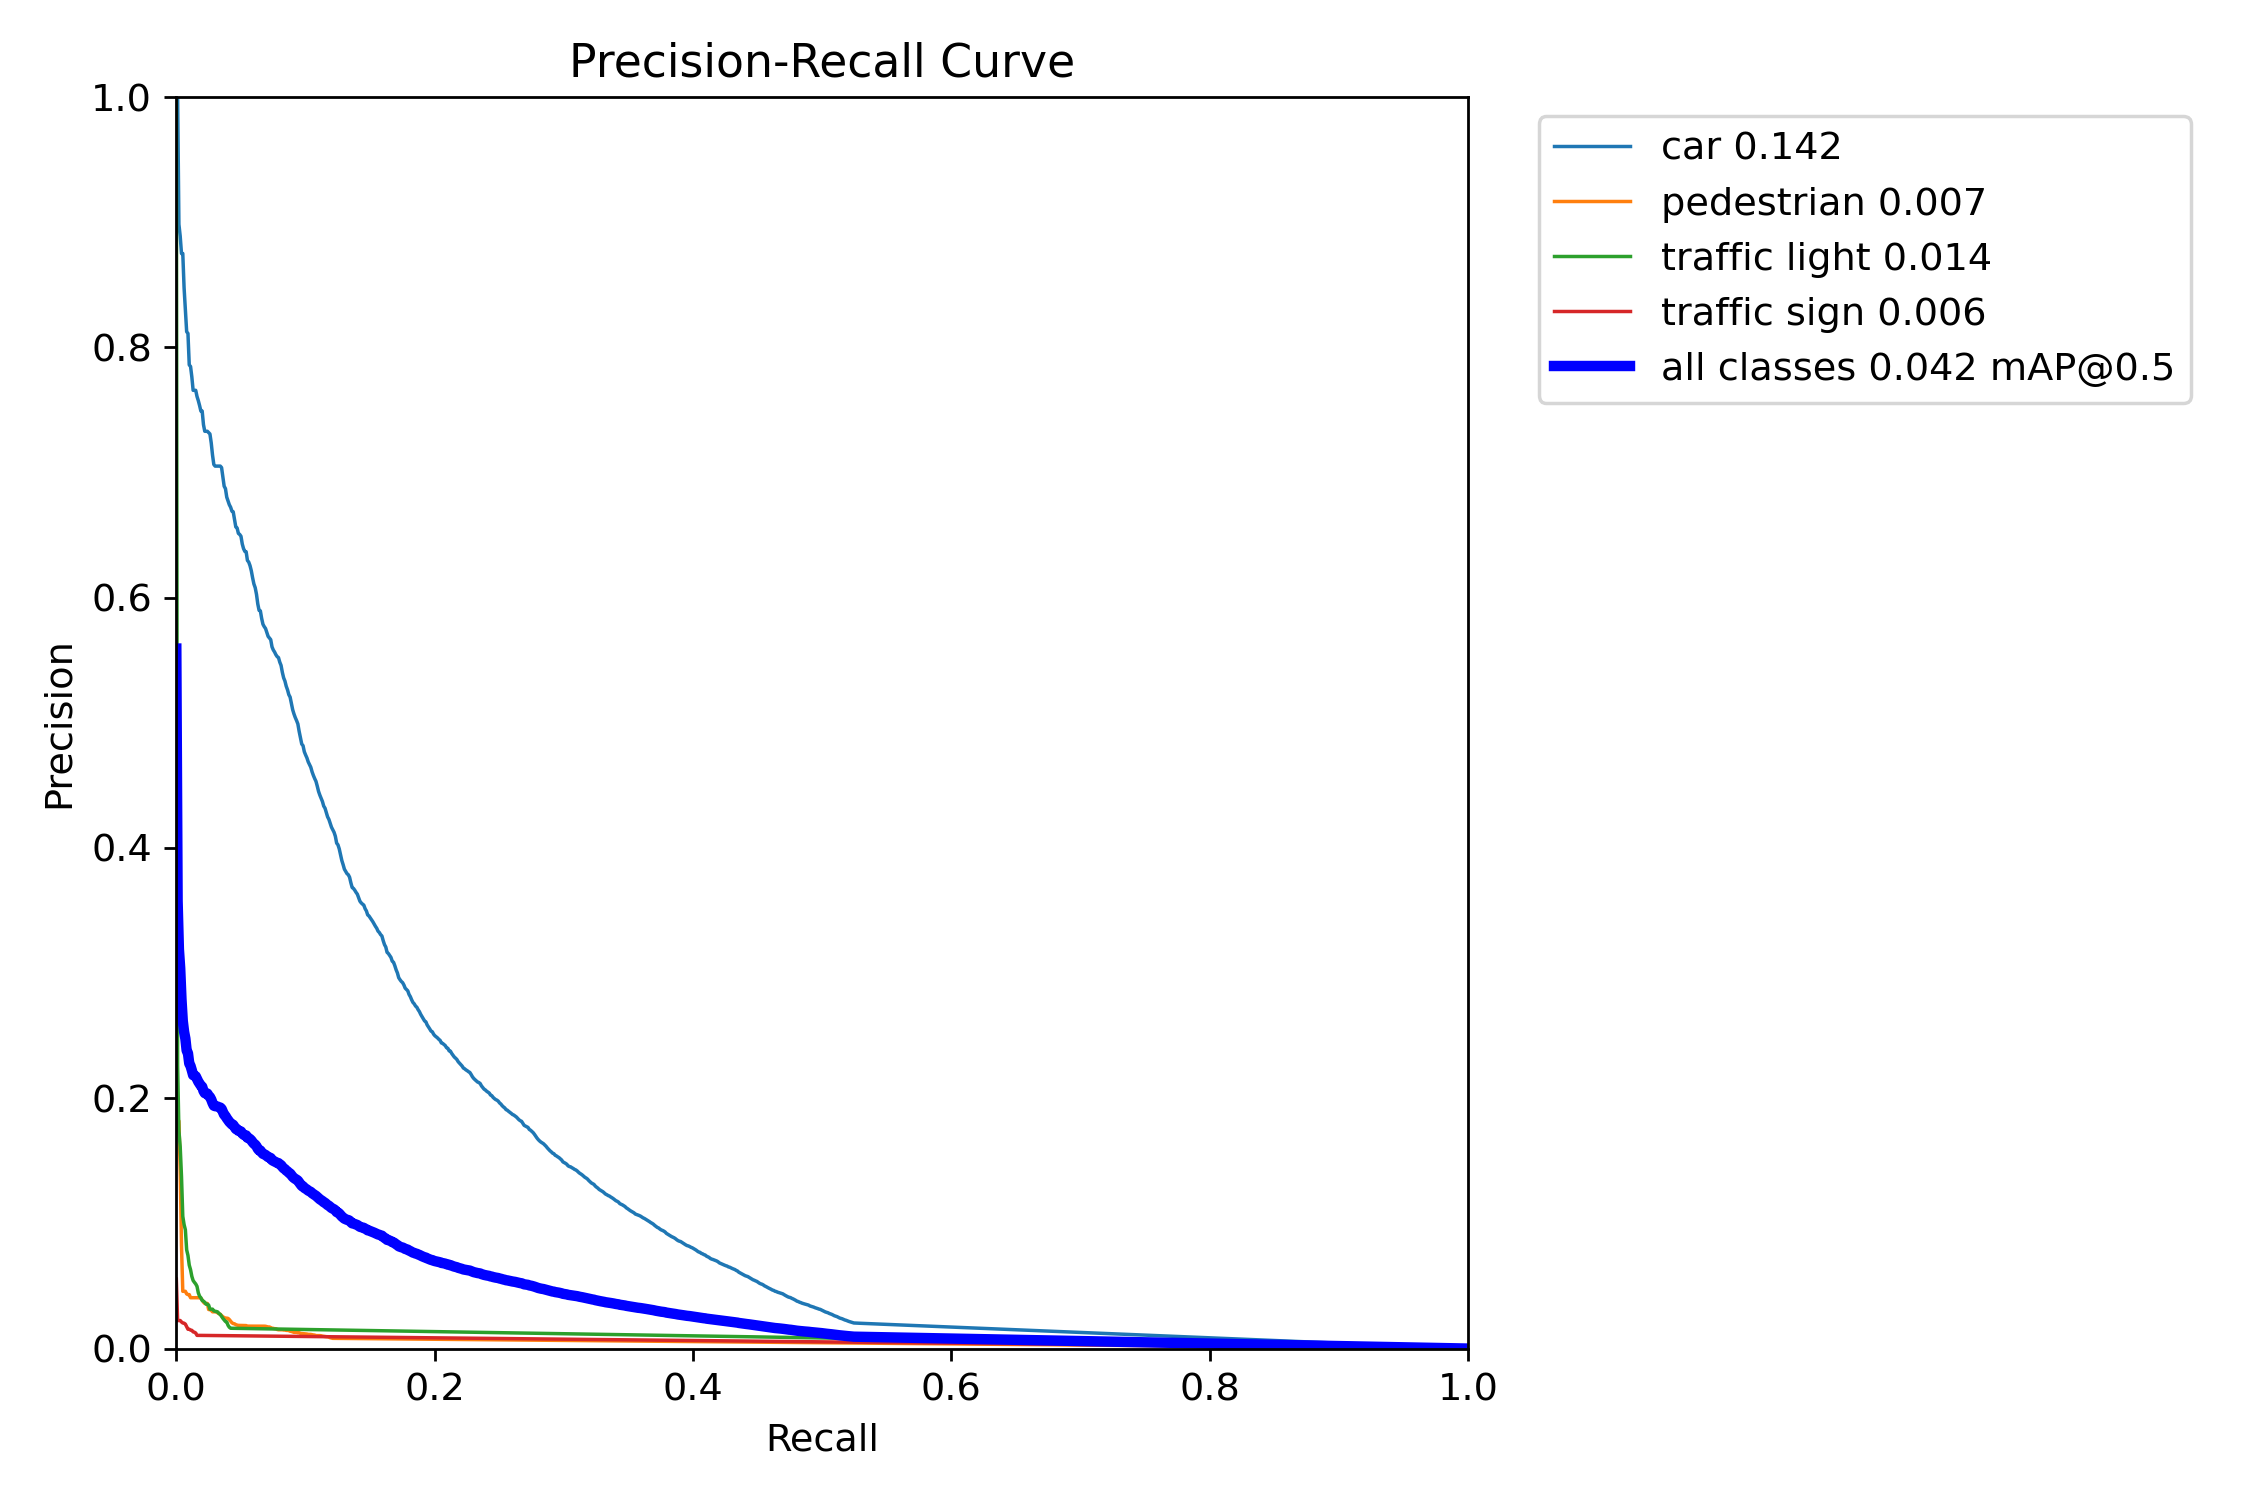 Precision-Recall Curve
1.0
0.8
0.6
0.4
0.2
0.0
Precision
0.0 0.2 0.4 0.6 0.8 1.0
Recall
car 0.142
pedestrian 0.007
traffic light 0.014
traffic sign 0.006
all classes 0.042 mAP@0.5